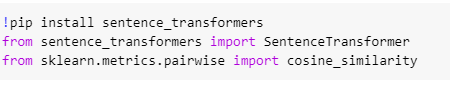 !pip install sentence_transformers
from sentence_transformers import SentenceTransformer
from sklearn.metrics.pairwise import cosine_similarity